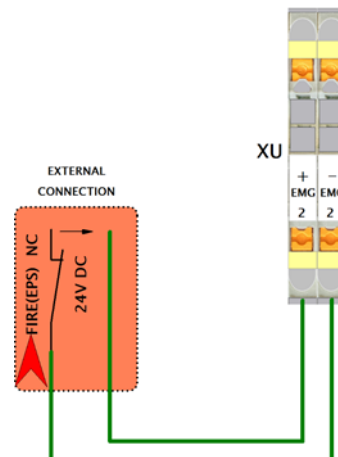 XU
EXTERNAL
CONNECTION
+ −
EMG EMG
2 2
FIRE(EPS) NC
24V DC